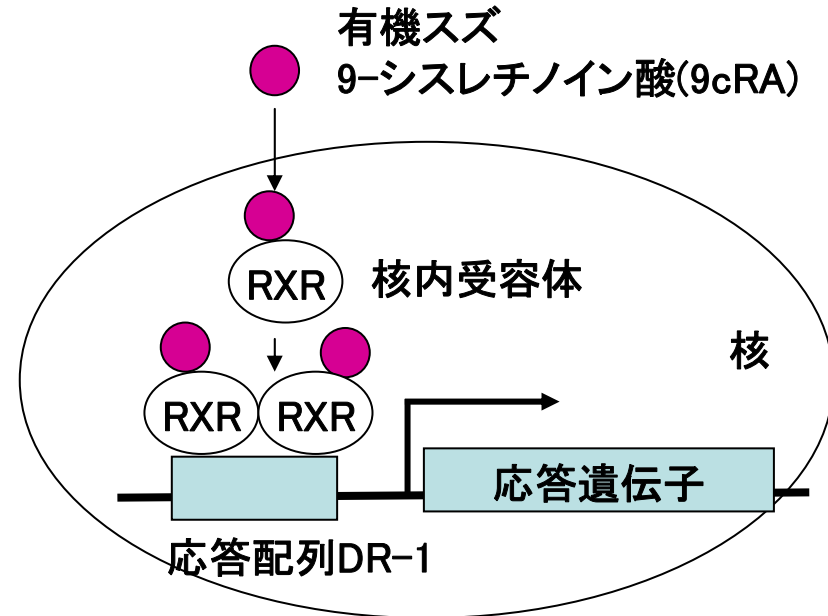 有機スズ
9-シスレチノイン酸(9cRA)
RXR
核内受容体
核
RXR
RXR
応答遺伝子
応答配列DR-1